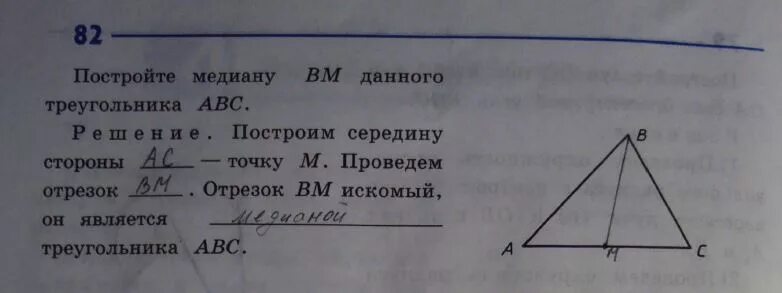 82
Постройте медиану BM данного
треугольника ABC.
Решение. Построим середину
стороны AC — точку M. Проведем
отрезок BM. Отрезок BM искомый,
он является медианой
треугольника ABC.
B
A M C